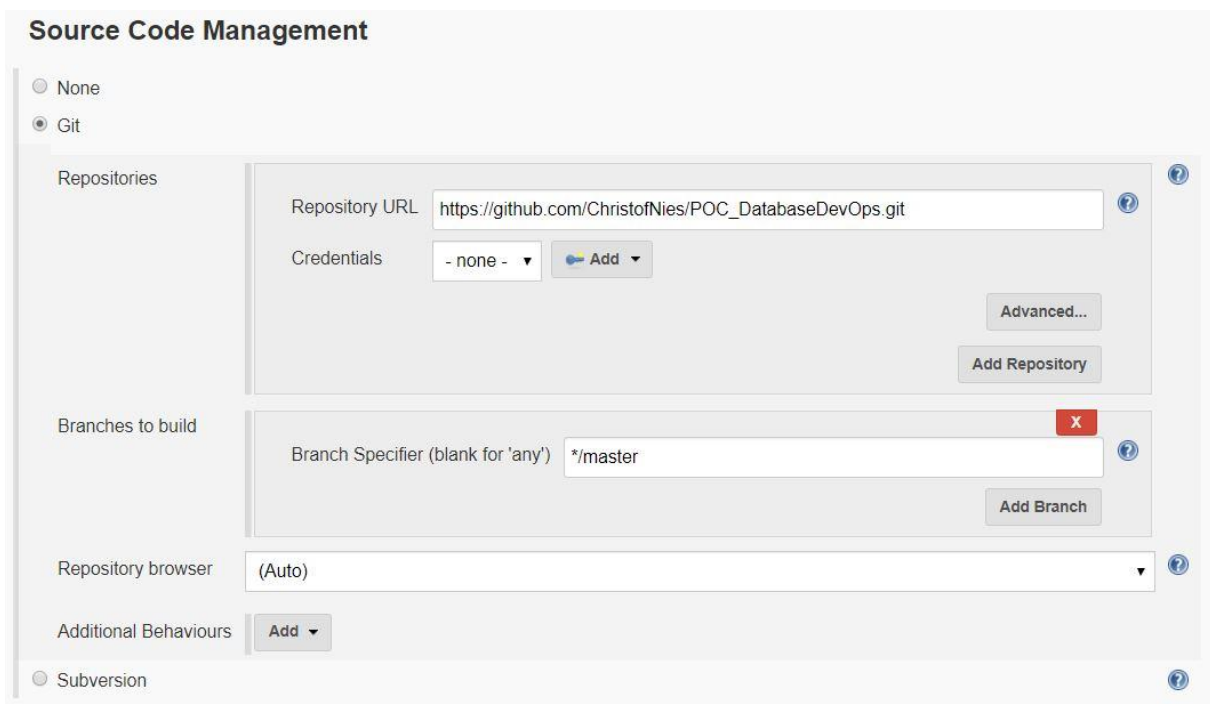 Source Code Management
None
Git
Repositories
Repository URL https://github.com/ChristofNies/POC_DatabaseDevOps.git
Credentials - none - Add
Advanced...
Add Repository
Branches to build
X
Branch Specifier (blank for 'any') */master
Add Branch
Repository browser (Auto)
Additional Behaviours Add
Subversion